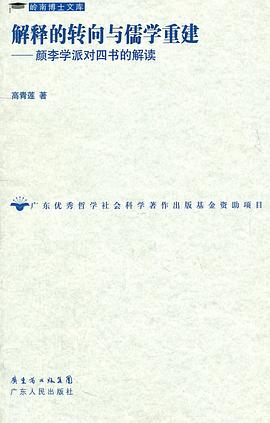 岭南博士文库
解释的转向与儒学重建
——颜李学派对四书的解读
高青莲 著
广东优秀哲学社会科学著作出版基金资助项目
广东省出版集团
广东人民出版社